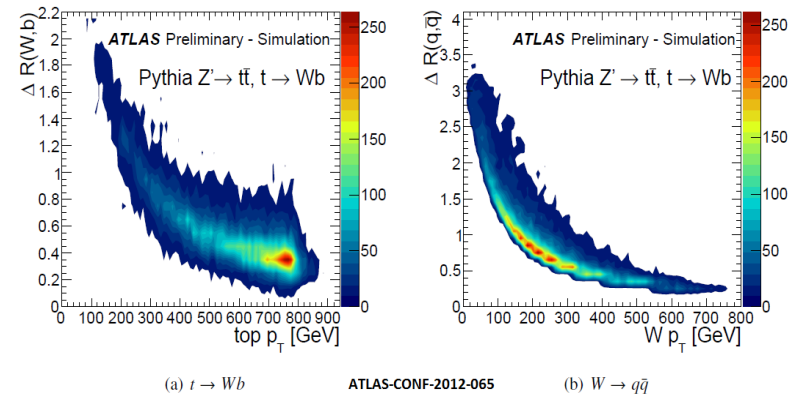 ATLAS Preliminary - Simulation
Pythia Z'→ tt̄, t → Wb
Δ R(W,b)
2.2
2
1.8
1.6
1.4
1.2
1
0.8
0.6
0.4
0.2
0
0 100 200 300 400 500 600 700 800 900
top p_T [GeV]
250
200
150
100
50
0
(a) t → Wb
ATLAS Preliminary - Simulation
Pythia Z'→ tt̄, t → Wb
Δ R(q,q̄)
4
3.5
3
2.5
2
1.5
1
0.5
0
0 100 200 300 400 500 600 700 800
W p_T [GeV]
250
200
150
100
50
0
ATLAS-CONF-2012-065
(b) W → qq̄